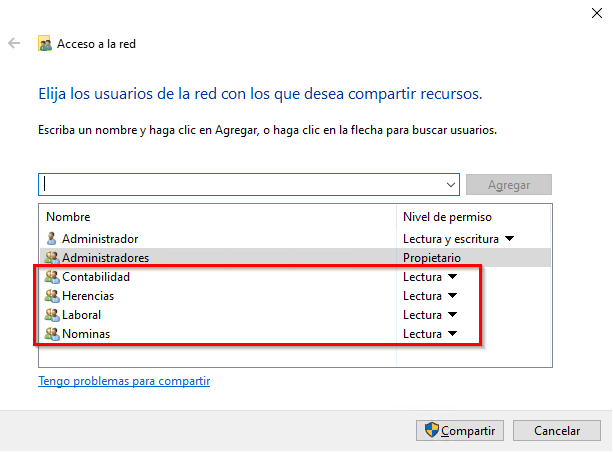 Acceso a la red
Elija los usuarios de la red con los que desea compartir recursos.
Escriba un nombre y haga clic en Agregar, o haga clic en la flecha para buscar usuarios.
Agregar
Nombre Nivel de permiso
Administrador Lectura y escritura
Administradores Propietario
Contabilidad Lectura
Herencias Lectura
Laboral Lectura
Nominas Lectura
Tengo problemas para compartir
Compartir Cancelar